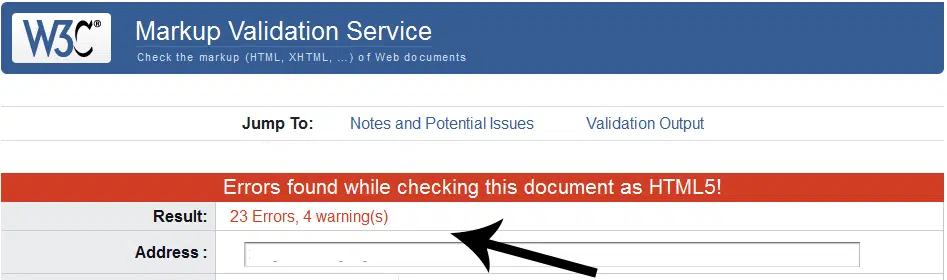 W3C®
Markup Validation Service
Check the markup (HTML, XHTML, …) of Web documents
Jump To: Notes and Potential Issues Validation Output
Errors found while checking this document as HTML5!
Result: 23 Errors, 4 warning(s)
Address :